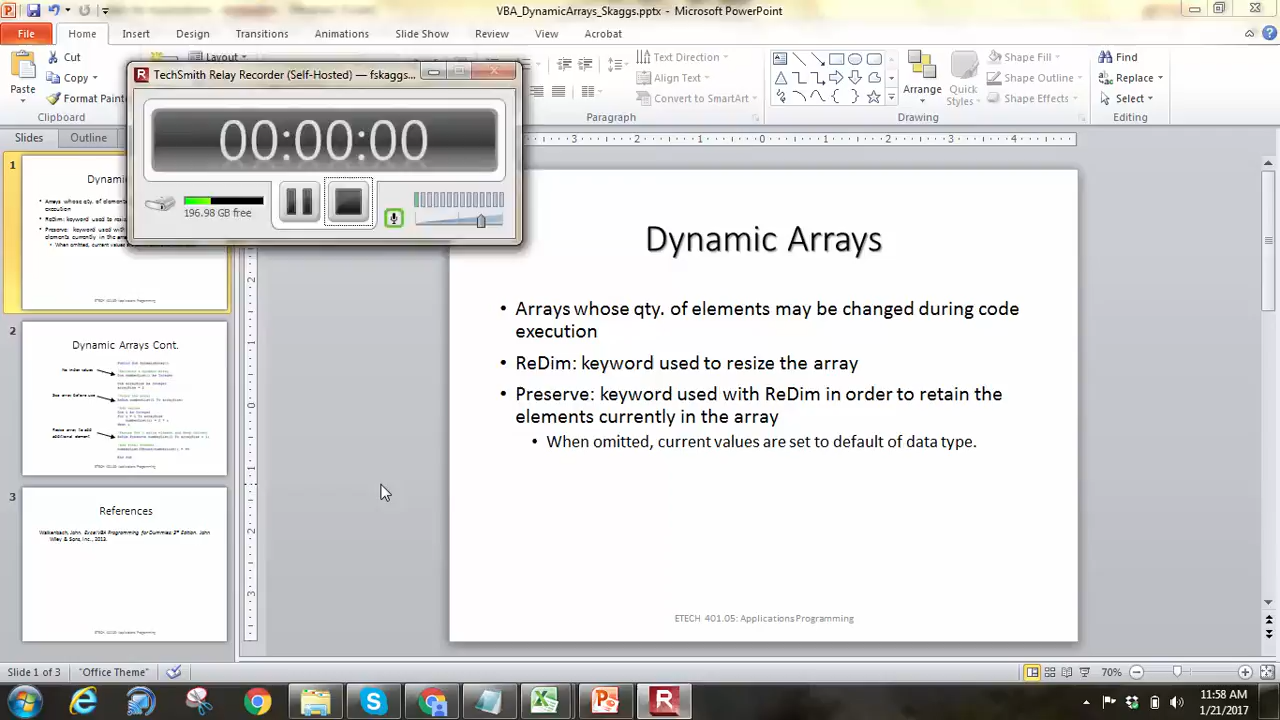 VBA_DynamicArrays_Skaggs.pptx - Microsoft PowerPoint
File Home Insert Design Transitions Animations Slide Show Review View Acrobat
Paste
Cut
Copy
Format Paint
Clipboard
Layout
Text Direction
Align Text
Convert to SmartArt
Paragraph
Arrange
Quick
Styles
Shape Fill
Shape Outline
Shape Effects
Drawing
Find
Replace
Select
Editing
TechSmith Relay Recorder (Self-Hosted) — fskaggs...
00:00:00
196.98 GB free
Slides Outline
1
2
Dynamic Arrays Cont.
3
References
Dynamic Arrays
• Arrays whose qty. of elements may be changed during code
execution
• ReDim: keyword used to resize the array
• Preserve: keyword used with ReDim in order to retain the
elements currently in the array
• When omitted, current values are set to default of data type.
ETECH 401.05: Applications Programming
Slide 1 of 3 "Office Theme" 70%
11:58 AM
1/21/2017